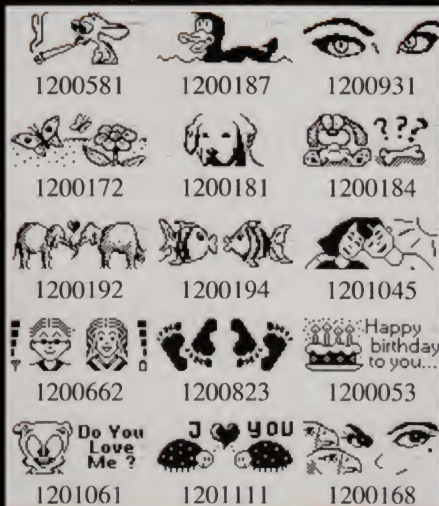 1200581 1200187 1200931
???
1200172 1200181 1200184
1200192 1200194 1201045
Happy
birthday
to you...
1200662 1200823 1200053
Do You
Love
Me ?
I YOU
1201061 1201111 1200168